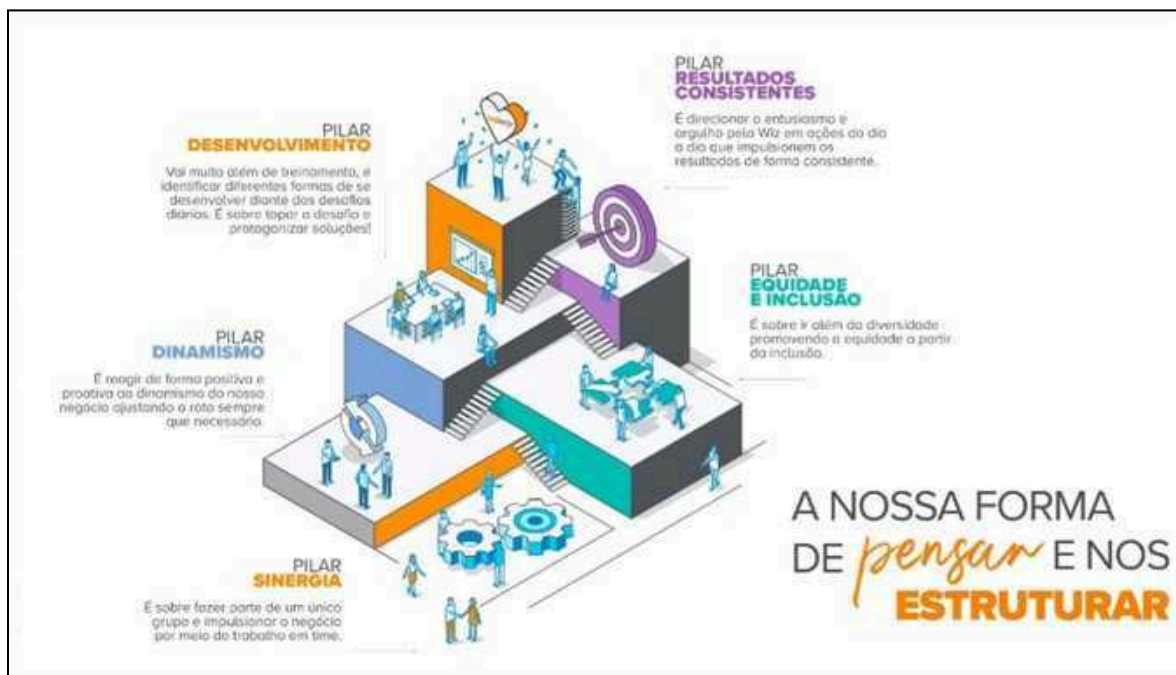 PILAR
DESENVOLVIMENTO
Vai muito além de treinamento, é
identificar diferentes formas de se
desenvolver diante dos desafios
diários. É sobre topar o desafio e
protagonizar soluções!
PILAR
RESULTADOS
CONSISTENTES
É direcionar o entusiasmo e
orgulho pela Wiz em ações do dia
a dia que impulsionem os
resultados de forma consistente.
PILAR
EQUIDADE
E INCLUSÃO
É sobre ir além da diversidade
promovendo a equidade a partir
da inclusão.
PILAR
DINAMISMO
É reagir de forma positiva e
proativa ao dinamismo do nosso
negócio ajustando a rota sempre
que necessário.
PILAR
SINERGIA
É sobre fazer parte de um único
grupo e impulsionar o negócio
por meio do trabalho em time.
A NOSSA FORMA
DE pensar E NOS
ESTRUTURAR